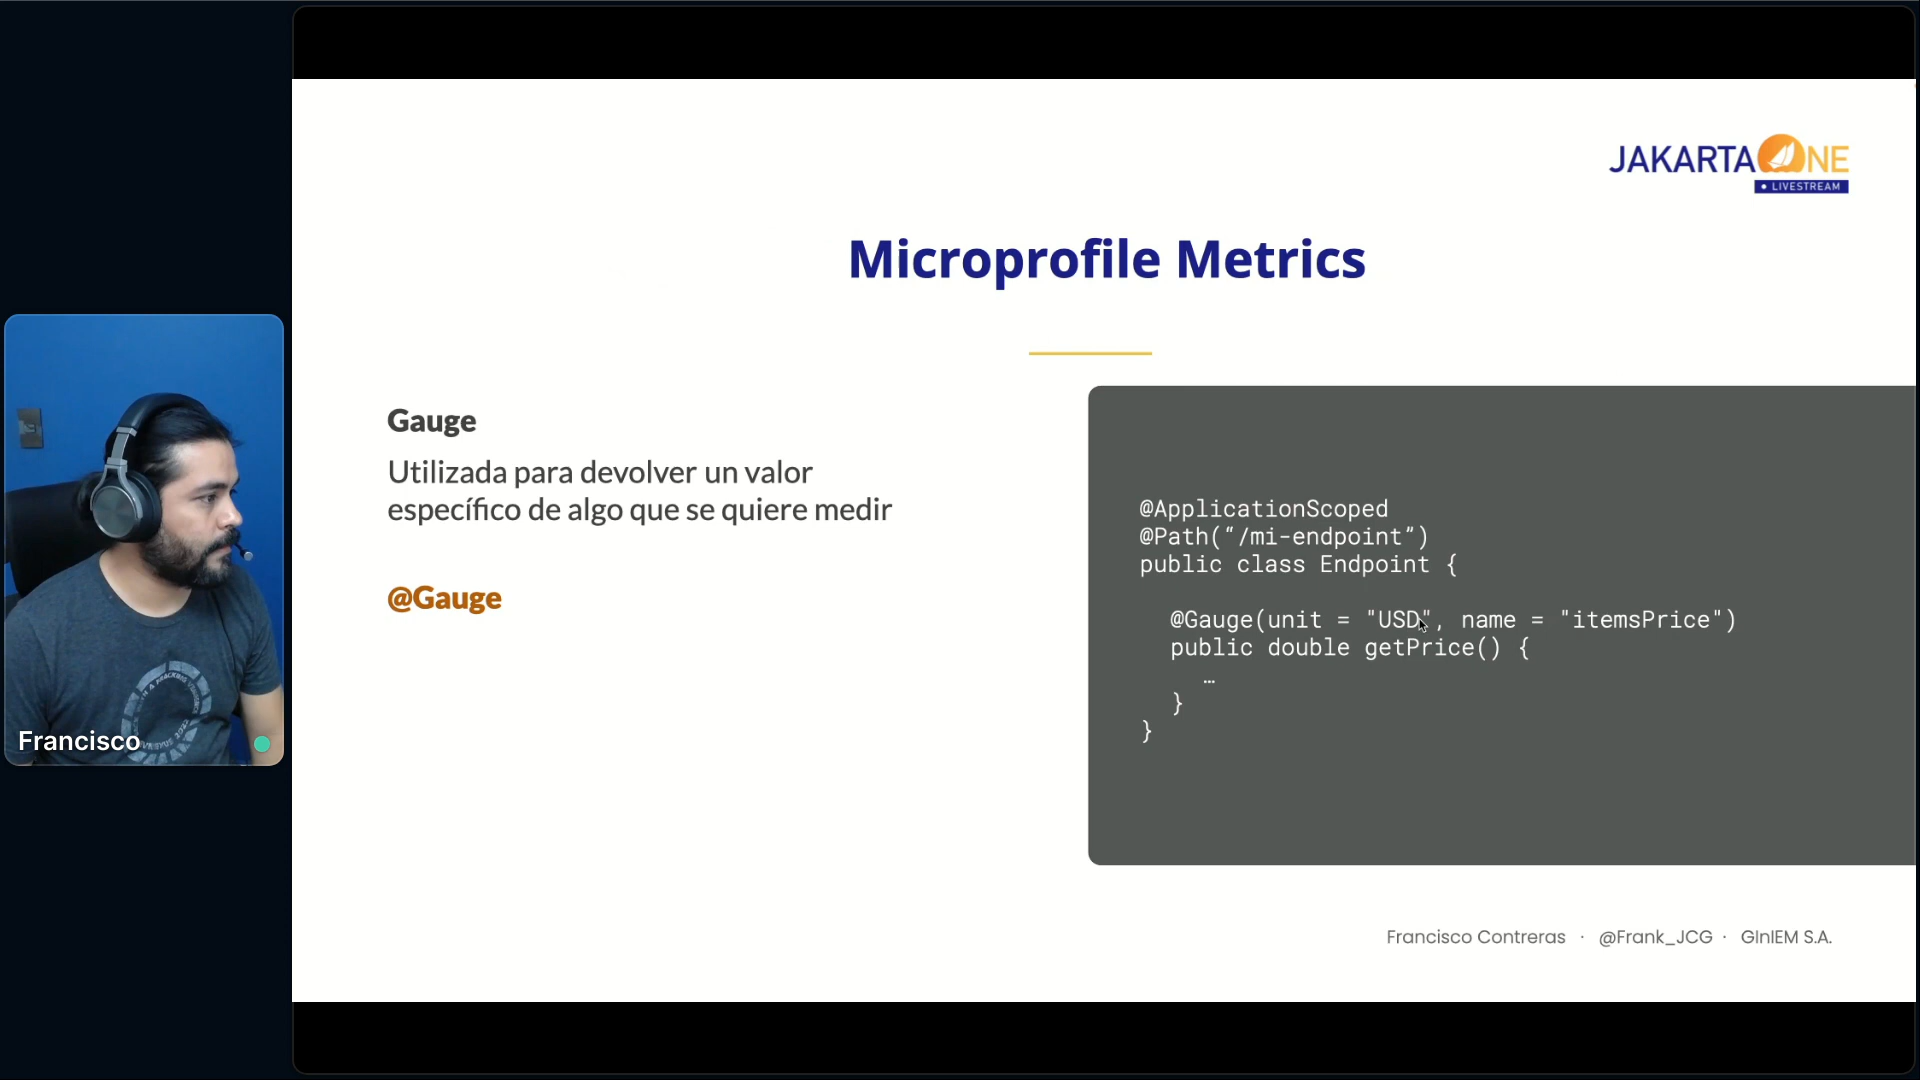 JAKARTA ONE
• LIVESTREAM
Microprofile Metrics
Gauge
Utilizada para devolver un valor
específico de algo que se quiere medir
@Gauge
@ApplicationScoped
@Path(“/mi-endpoint”)
public class Endpoint {
@Gauge(unit = "USD", name = "itemsPrice")
public double getPrice() {
…
}
}
Francisco
Francisco Contreras · @Frank_JCG · GInIEM S.A.